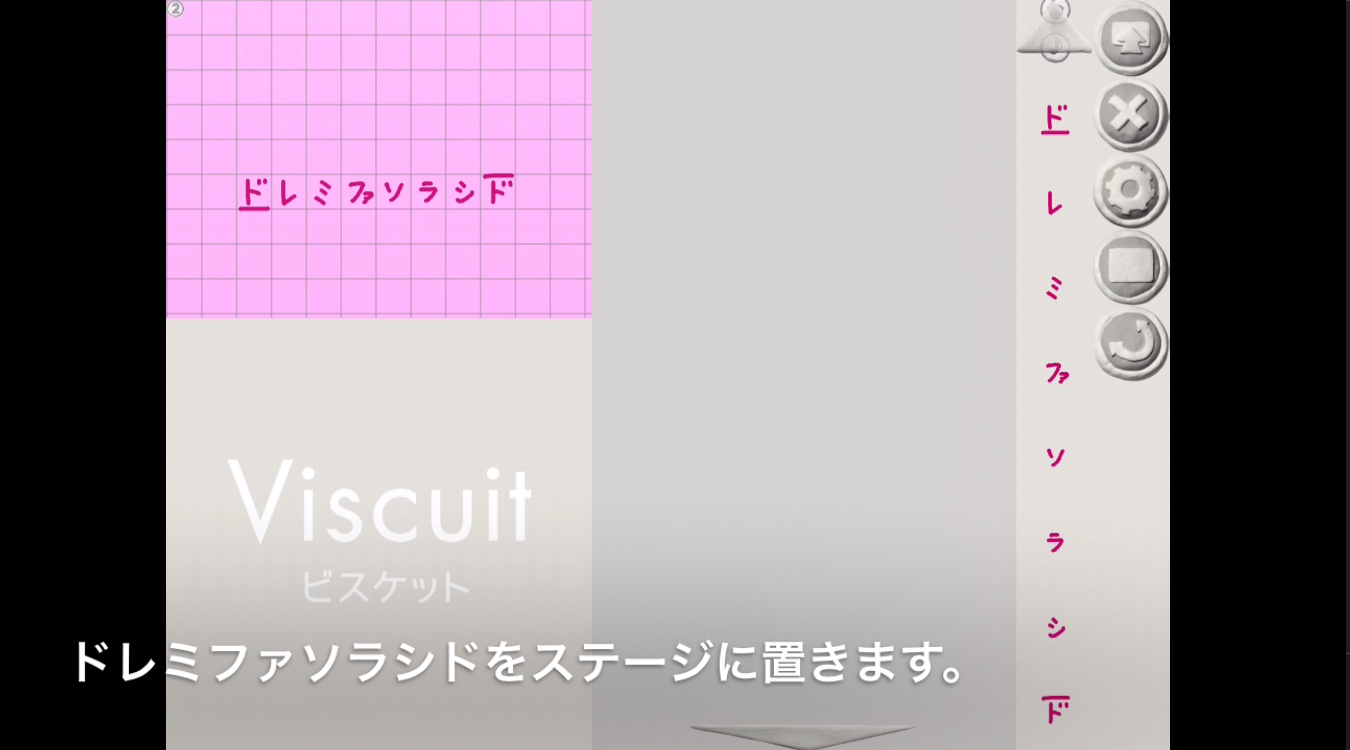 ②
ドレミファソラシド
Viscuit
ビスケット
ド
レ
ミ
ファ
ソ
ラ
シ
ド
ドレミファソラシドをステージに置きます。